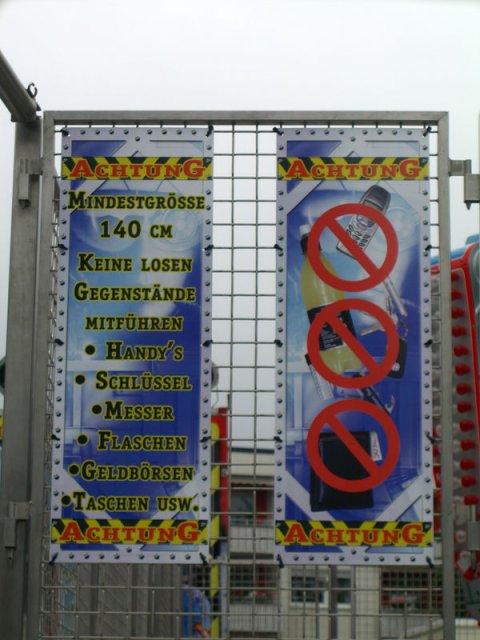 ACHTUNG
MINDESTGRÖSSE
140 CM
KEINE LOSEN
GEGENSTÄNDE
MITFÜHREN
• HANDY'S
• SCHLÜSSEL
• MESSER
• FLASCHEN
• GELDBÖRSEN
• TASCHEN USW.
ACHTUNG
ACHTUNG
ACHTUNG